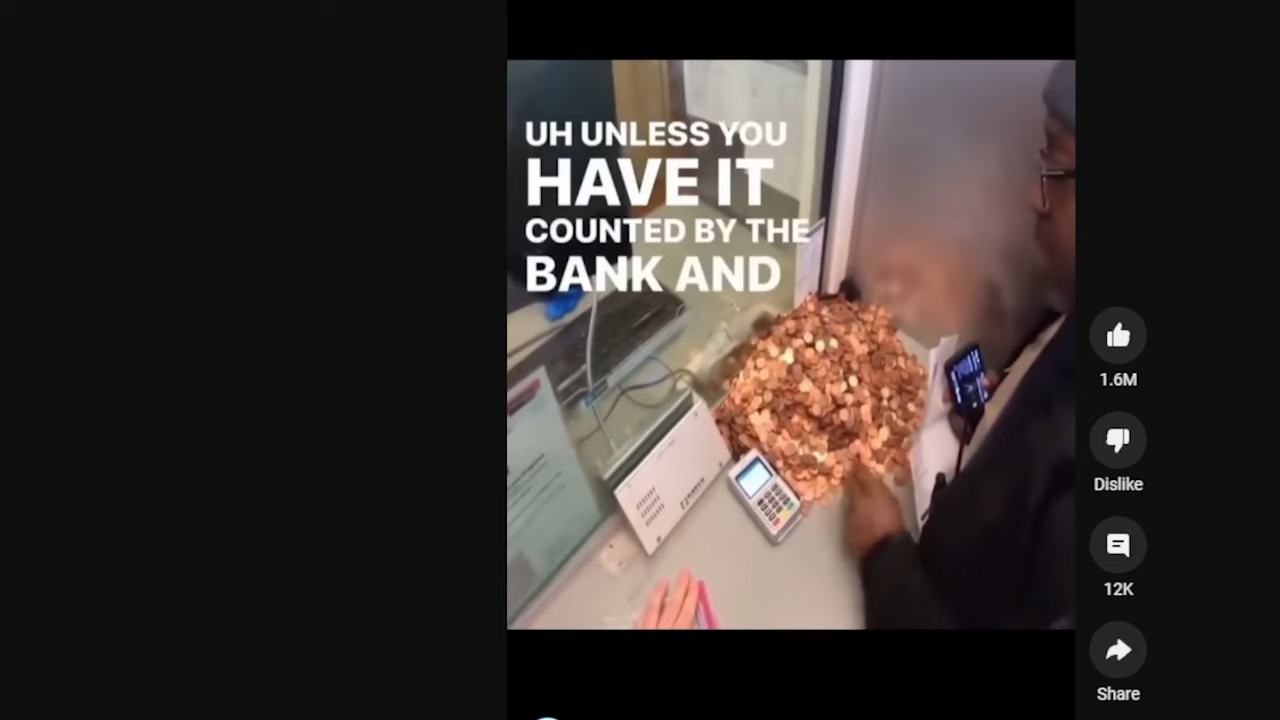 UH UNLESS YOU
HAVE IT
COUNTED BY THE
BANK AND
1.6M
Dislike
12K
Share